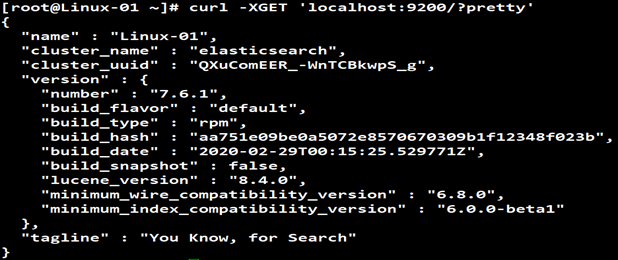 [root@Linux-01 ~]# curl -XGET 'localhost:9200/?pretty'
{
  "name" : "Linux-01",
  "cluster_name" : "elasticsearch",
  "cluster_uuid" : "QXuComEER_-WnTCBkwpS_g",
  "version" : {
    "number" : "7.6.1",
    "build_flavor" : "default",
    "build_type" : "rpm",
    "build_hash" : "aa751e09be0a5072e8570670309b1f12348f023b",
    "build_date" : "2020-02-29T00:15:25.529771Z",
    "build_snapshot" : false,
    "lucene_version" : "8.4.0",
    "minimum_wire_compatibility_version" : "6.8.0",
    "minimum_index_compatibility_version" : "6.0.0-beta1"
  },
  "tagline" : "You Know, for Search"
}